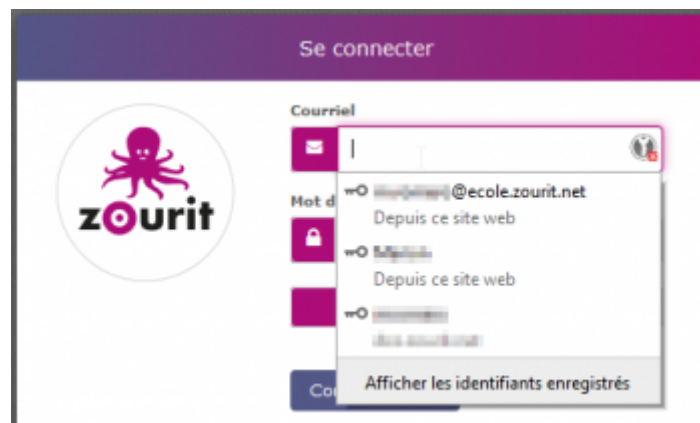 Se connecter
Courriel
zourit
@ecole.zourit.net
Mot d
Depuis ce site web
Depuis ce site web
Afficher les identifiants enregistrés
Co